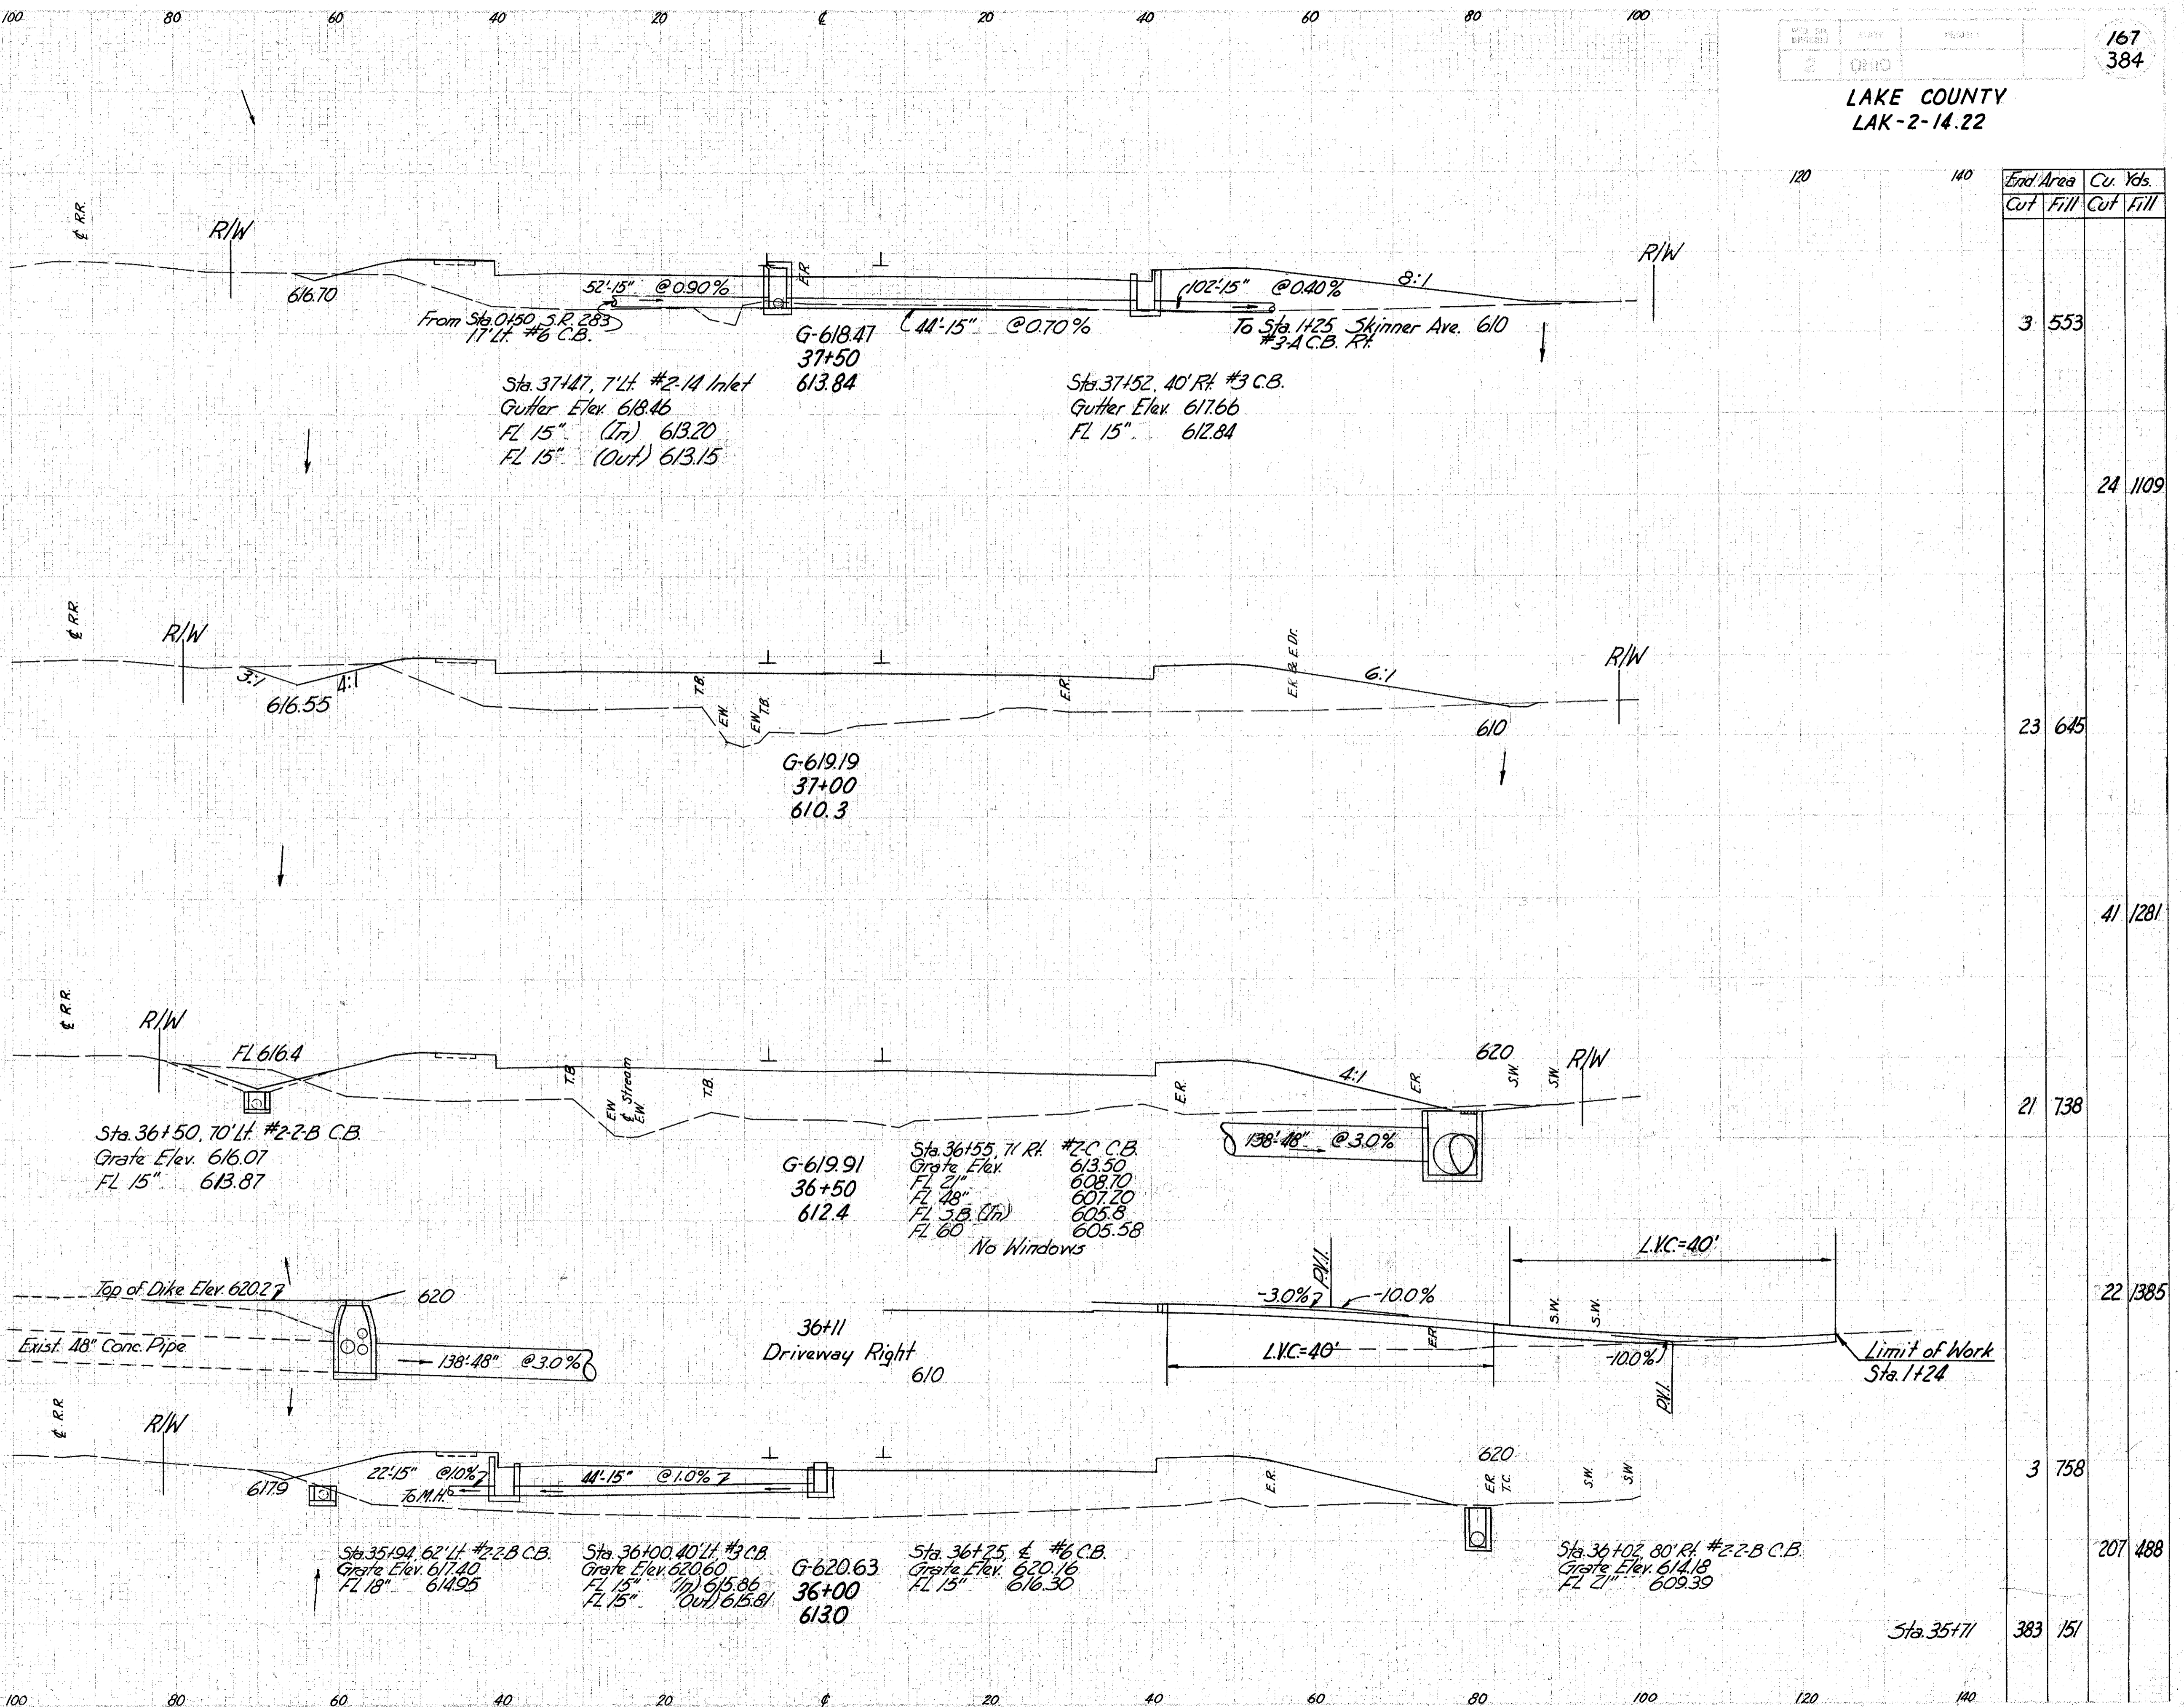 100 80 60 40 20 ℄ 20 40 60 80 100
167
384
2 OHIO
LAKE COUNTY
LAK-2-14.22
120 140
End Area Cu. Yds.
Cut Fill Cut Fill
℄ R.R.
R/W
R/W
616.70
52'-15" @ 0.90%
E.R.
102'-15" @ 0.40%
8:1
From Sta. 0+50 S.R. 283
17' Lt. #6 C.B.
44'-15" @ 0.70%
To Sta. 1+25 Skinner Ave. 610
#3-A C.B. Rt.
3 553
G-618.47
37+50
613.84
Sta. 37+47, 7' Lt. #2-14 Inlet
Gutter Elev. 618.46
FL 15" (In) 613.20
FL 15" (Out) 613.15
Sta. 37+52, 40' Rt. #3 C.B.
Gutter Elev. 617.66
FL 15" 612.84
24 1109
℄ R.R.
R/W
R/W
3:1
4:1
616.55
T.B.
EW
EW
T.B.
E.R.
E.R. & E.Dr.
6:1
610
23 645
G-619.19
37+00
610.3
41 1281
℄ R.R.
R/W
FL 616.4
T.B.
EW
℄ Stream
EW
T.B.
E.R.
4:1
E.R.
620
S.W.
S.W.
R/W
21 738
138'-48" @ 3.0%
Sta. 36+50, 70' Lt. #2-2-B C.B.
Grate Elev. 616.07
FL 15" 613.87
G-619.91
36+50
612.4
Sta. 36+55, 71' Rt. #2-C C.B.
Grate Elev. 613.50
FL 21" 608.70
FL 48" 607.20
FL S.B. (In) 605.8
FL 60 605.58
No Windows
L.V.C.=40'
Top of Dike Elev. 620.2
620
-3.0%
P.V.I.
-10.0%
S.W.
S.W.
22 1385
Exist. 48" Conc. Pipe
138'-48" @ 3.0%
36+11
Driveway Right
610
L.V.C.=40'
E.R.
-10.0%
P.V.I.
Limit of Work
Sta. 1+24
℄ R.R.
R/W
617.9
22'-15" @ 1.0%
To M.H.
44'-15" @ 1.0%
E.R.
620
E.R.
T.C.
S.W.
S.W.
3 758
Sta. 35+94, 62' Lt. #2-2-B C.B.
Grate Elev. 617.40
FL 18" 614.95
Sta. 36+00, 40' Lt. #3 C.B.
Grate Elev. 620.60
FL 15" (In) 615.86
FL 15" (Out) 615.81
G-620.63
36+00
613.0
Sta. 36+25, ℄ #6 C.B.
Grate Elev. 620.16
FL 15" 616.30
Sta. 36+02, 80' Rt. #2-2-B C.B.
Grate Elev. 614.18
FL 21" 609.39
207 488
Sta. 35+71 383 151
100 80 60 40 20 ℄ 20 40 60 80 100 120 140